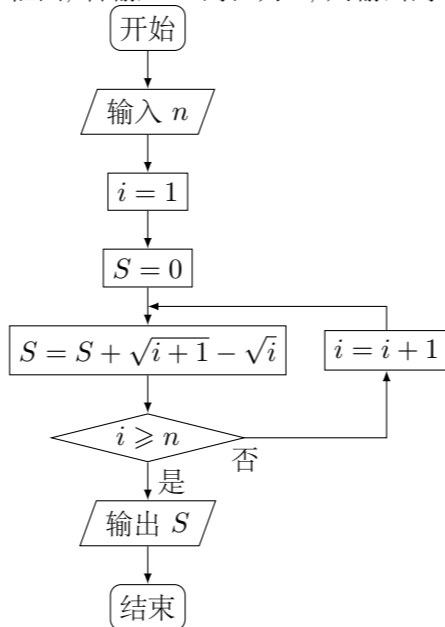 开始
输入 n
i = 1
S = 0
S = S + √(i + 1) − √i
i = i + 1
i ⩾ n
否
是
输出 S
结束